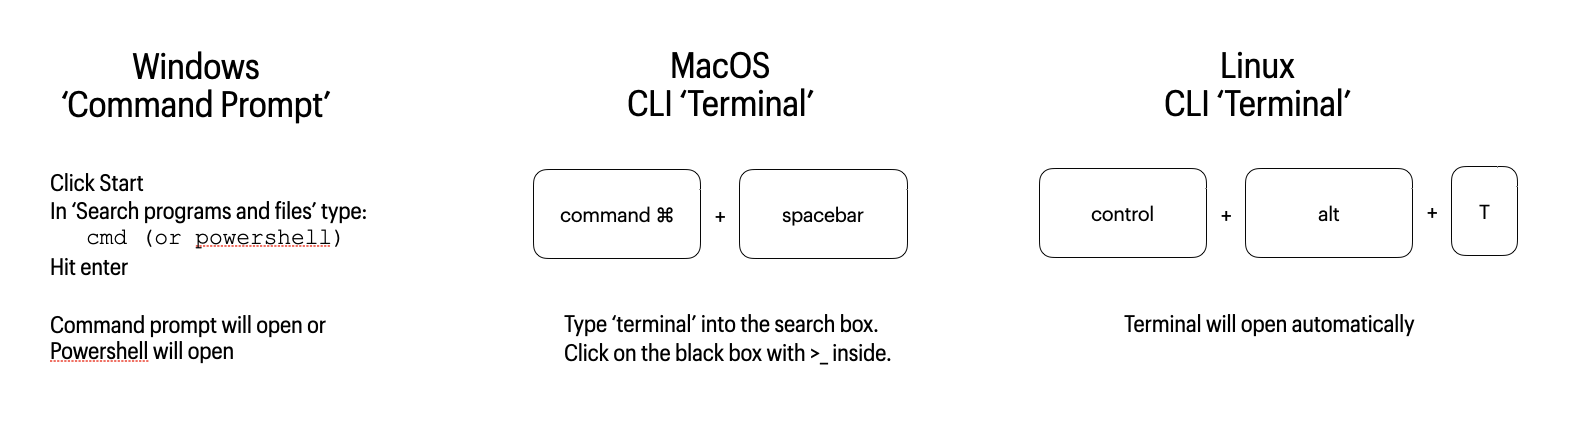 Windows
‘Command Prompt’
Click Start
In ‘Search programs and files’ type:
cmd (or powershell)
Hit enter
Command prompt will open or
Powershell will open
MacOS
CLI ‘Terminal’
command ⌘ + spacebar
Type ‘terminal’ into the search box.
Click on the black box with >_ inside.
Linux
CLI ‘Terminal’
control + alt + T
Terminal will open automatically